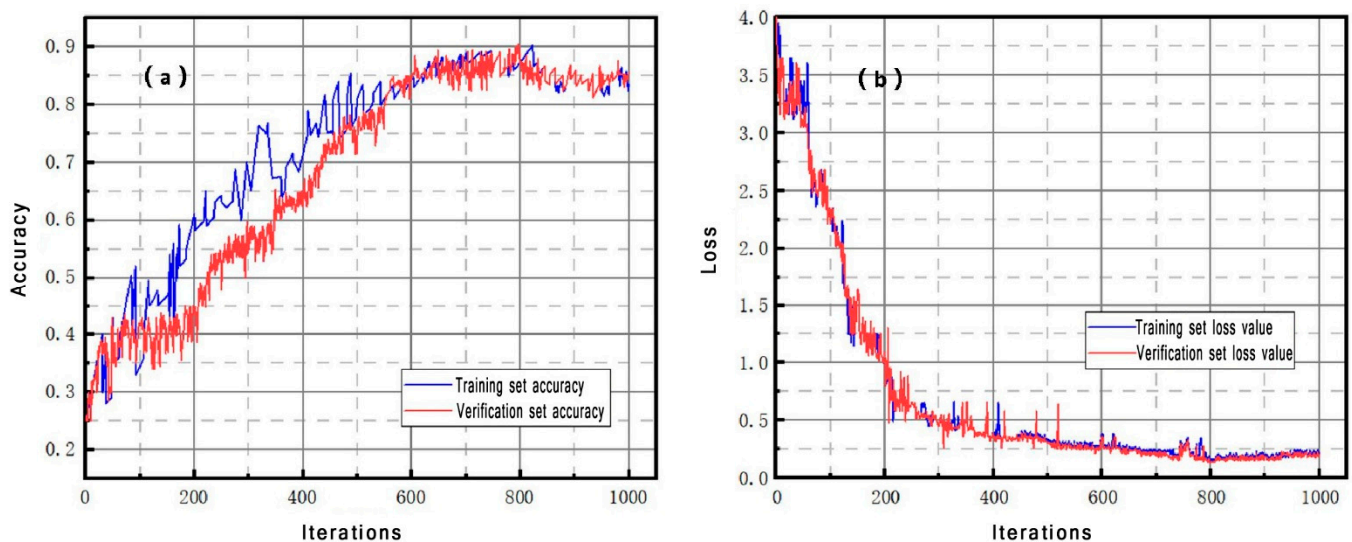 (a)
Accuracy
0.9
0.8
0.7
0.6
0.5
0.4
0.3
0.2
Training set accuracy
Verification set accuracy
0 200 400 600 800 1000
Iterations
(b)
Loss
4.0
3.5
3.0
2.5
2.0
1.5
1.0
0.5
0.0
Training set loss value
Verification set loss value
0 200 400 600 800 1000
Iterations